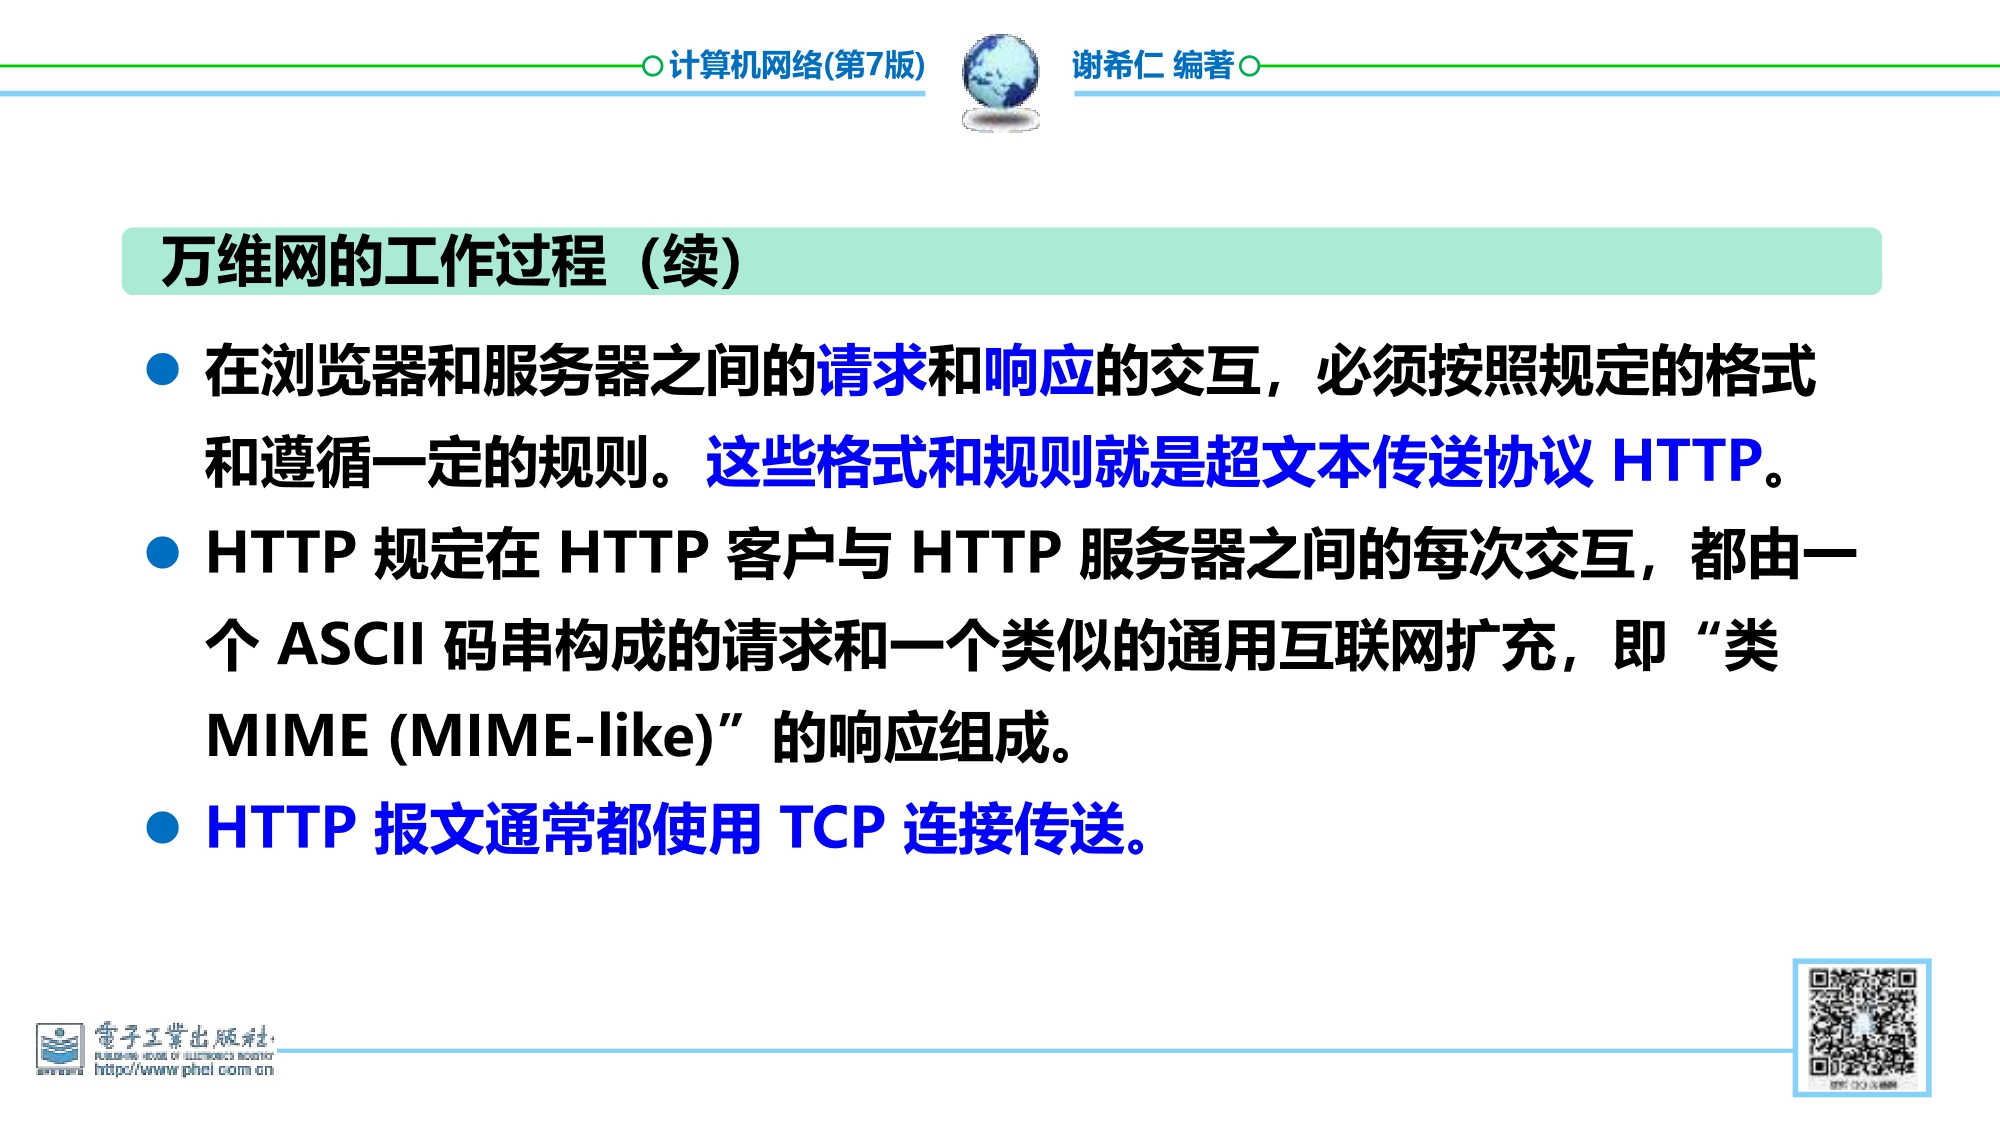 计算机网络(第7版)
谢希仁 编著
万维网的工作过程（续）
在浏览器和服务器之间的请求和响应的交互，必须按照规定的格式
和遵循一定的规则。这些格式和规则就是超文本传送协议 HTTP。
HTTP 规定在 HTTP 客户与 HTTP 服务器之间的每次交互，都由一
个 ASCII 码串构成的请求和一个类似的通用互联网扩充，即“类
MIME (MIME-like)”的响应组成。
HTTP 报文通常都使用 TCP 连接传送。
電子工業出版社
PUBLISHING HOUSE OF ELECTRONICS INDUSTRY
http://www.phei.com.cn